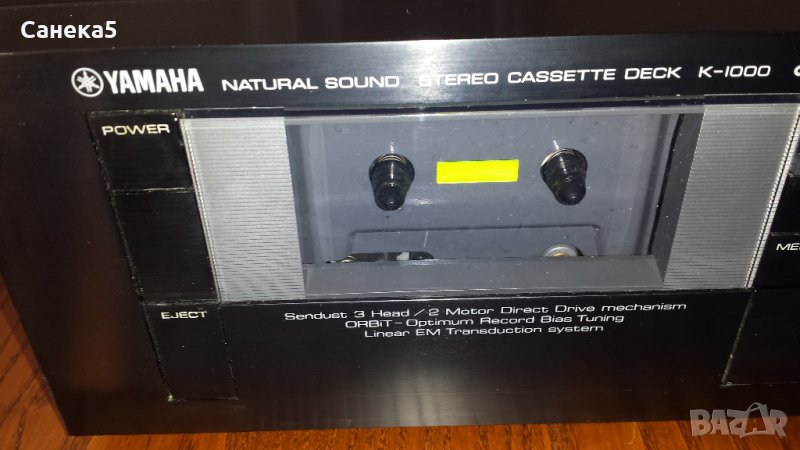 Санека5
YAMAHA NATURAL SOUND STEREO CASSETTE DECK K-1000
POWER
EJECT
Sendust 3 Head / 2 Motor Direct Drive mechanism
ORBiT - Optimum Record Bias Tuning
Linear EM Transduction system
BAZAR